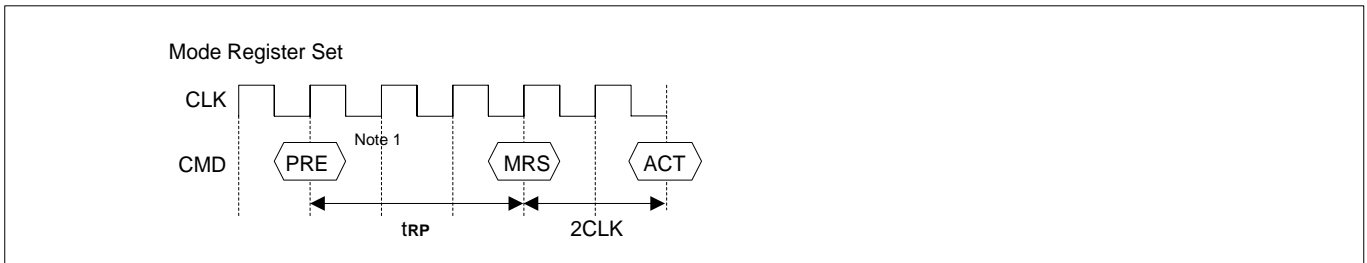 Mode Register Set
CLK
Note 1
CMD PRE MRS ACT
tRP 2CLK